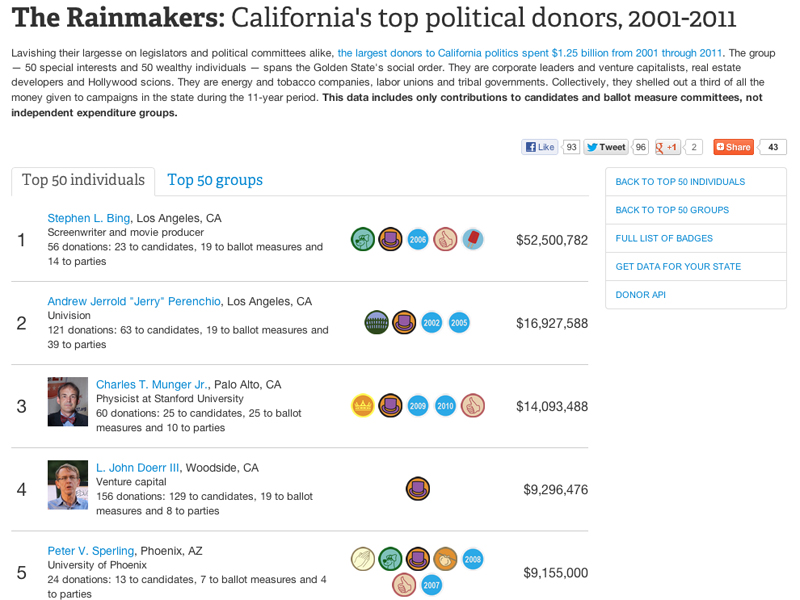 The Rainmakers: California's top political donors, 2001-2011
Lavishing their largesse on legislators and political committees alike, the largest donors to California politics spent $1.25 billion from 2001 through 2011. The group
— 50 special interests and 50 wealthy individuals — spans the Golden State's social order. They are corporate leaders and venture capitalists, real estate
developers and Hollywood scions. They are energy and tobacco companies, labor unions and tribal governments. Collectively, they shelled out a third of all the
money given to campaigns in the state during the 11-year period. This data includes only contributions to candidates and ballot measure committees, not
independent expenditure groups.
Like 93 Tweet 96 +1 2 Share 43
Top 50 individuals Top 50 groups
BACK TO TOP 50 INDIVIDUALS
BACK TO TOP 50 GROUPS
FULL LIST OF BADGES
GET DATA FOR YOUR STATE
DONOR API
1
Stephen L. Bing, Los Angeles, CA
Screenwriter and movie producer
56 donations: 23 to candidates, 19 to ballot measures and
14 to parties
2006
$52,500,782
2
Andrew Jerrold "Jerry" Perenchio, Los Angeles, CA
Univision
121 donations: 63 to candidates, 19 to ballot measures and
39 to parties
2002 2005
$16,927,588
3
Charles T. Munger Jr., Palo Alto, CA
Physicist at Stanford University
60 donations: 25 to candidates, 25 to ballot
measures and 10 to parties
2009 2010
$14,093,488
4
L. John Doerr III, Woodside, CA
Venture capital
156 donations: 129 to candidates, 19 to ballot
measures and 8 to parties
$9,296,476
5
Peter V. Sperling, Phoenix, AZ
University of Phoenix
24 donations: 13 to candidates, 7 to ballot measures and 4
to parties
2008
2007
$9,155,000